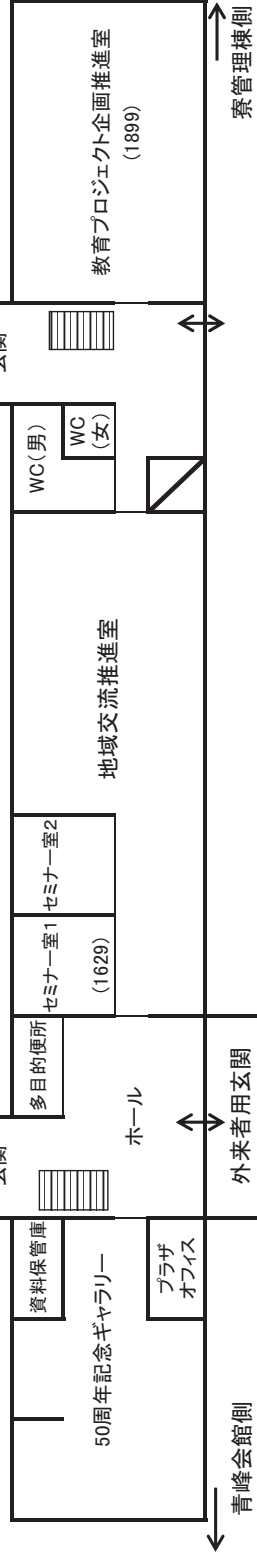 玄関
玄関
資料保管庫
多目的便所
セミナー室1
(1629)
セミナー室2
WC(男)
WC
(女)
教育プロジェクト企画推進室
(1899)
50周年記念ギャラリー
ホール
地域交流推進室
プラザ
オフィス
青峰会館側
外来者用玄関
寮管理棟側